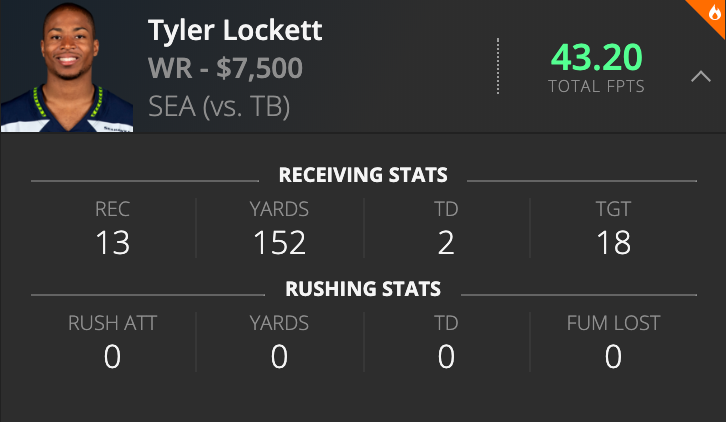 Tyler Lockett
WR - $7,500
SEA (vs. TB)
43.20
TOTAL FPTS
RECEIVING STATS
REC YARDS TD TGT
13 152 2 18
RUSHING STATS
RUSH ATT YARDS TD FUM LOST
0 0 0 0